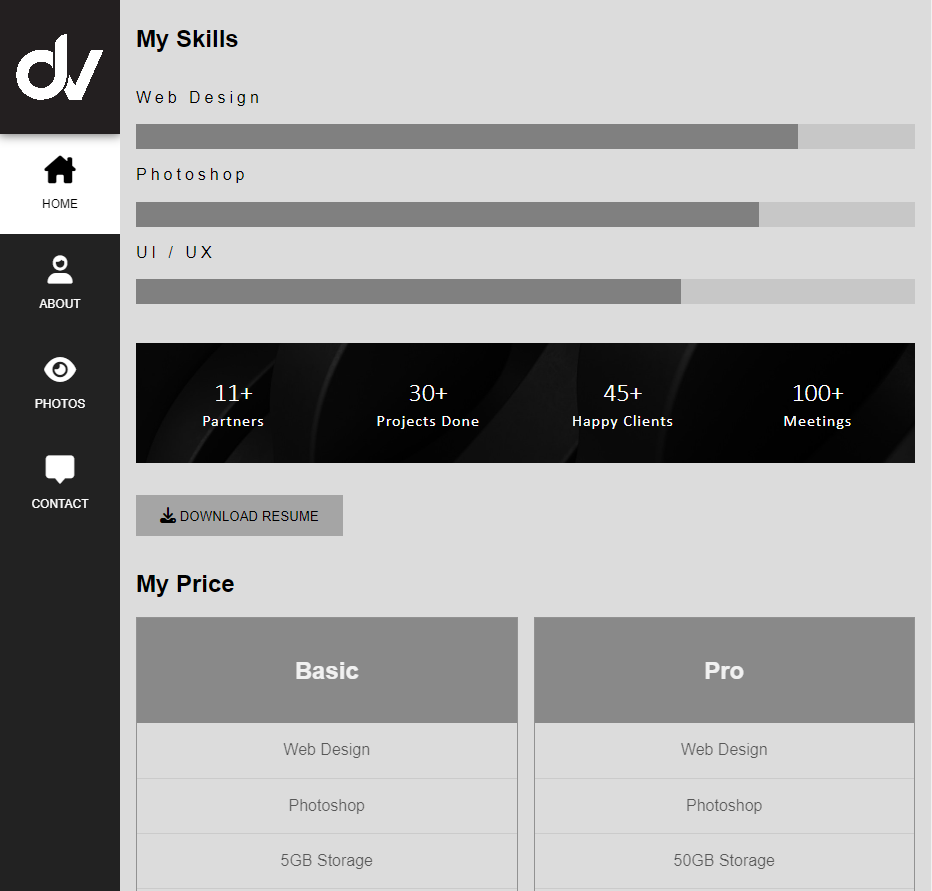 dv
HOME
ABOUT
PHOTOS
CONTACT
My Skills
Web Design
Photoshop
UI / UX
11+
Partners
30+
Projects Done
45+
Happy Clients
100+
Meetings
DOWNLOAD RESUME
My Price
Basic
Web Design
Photoshop
5GB Storage
Pro
Web Design
Photoshop
50GB Storage